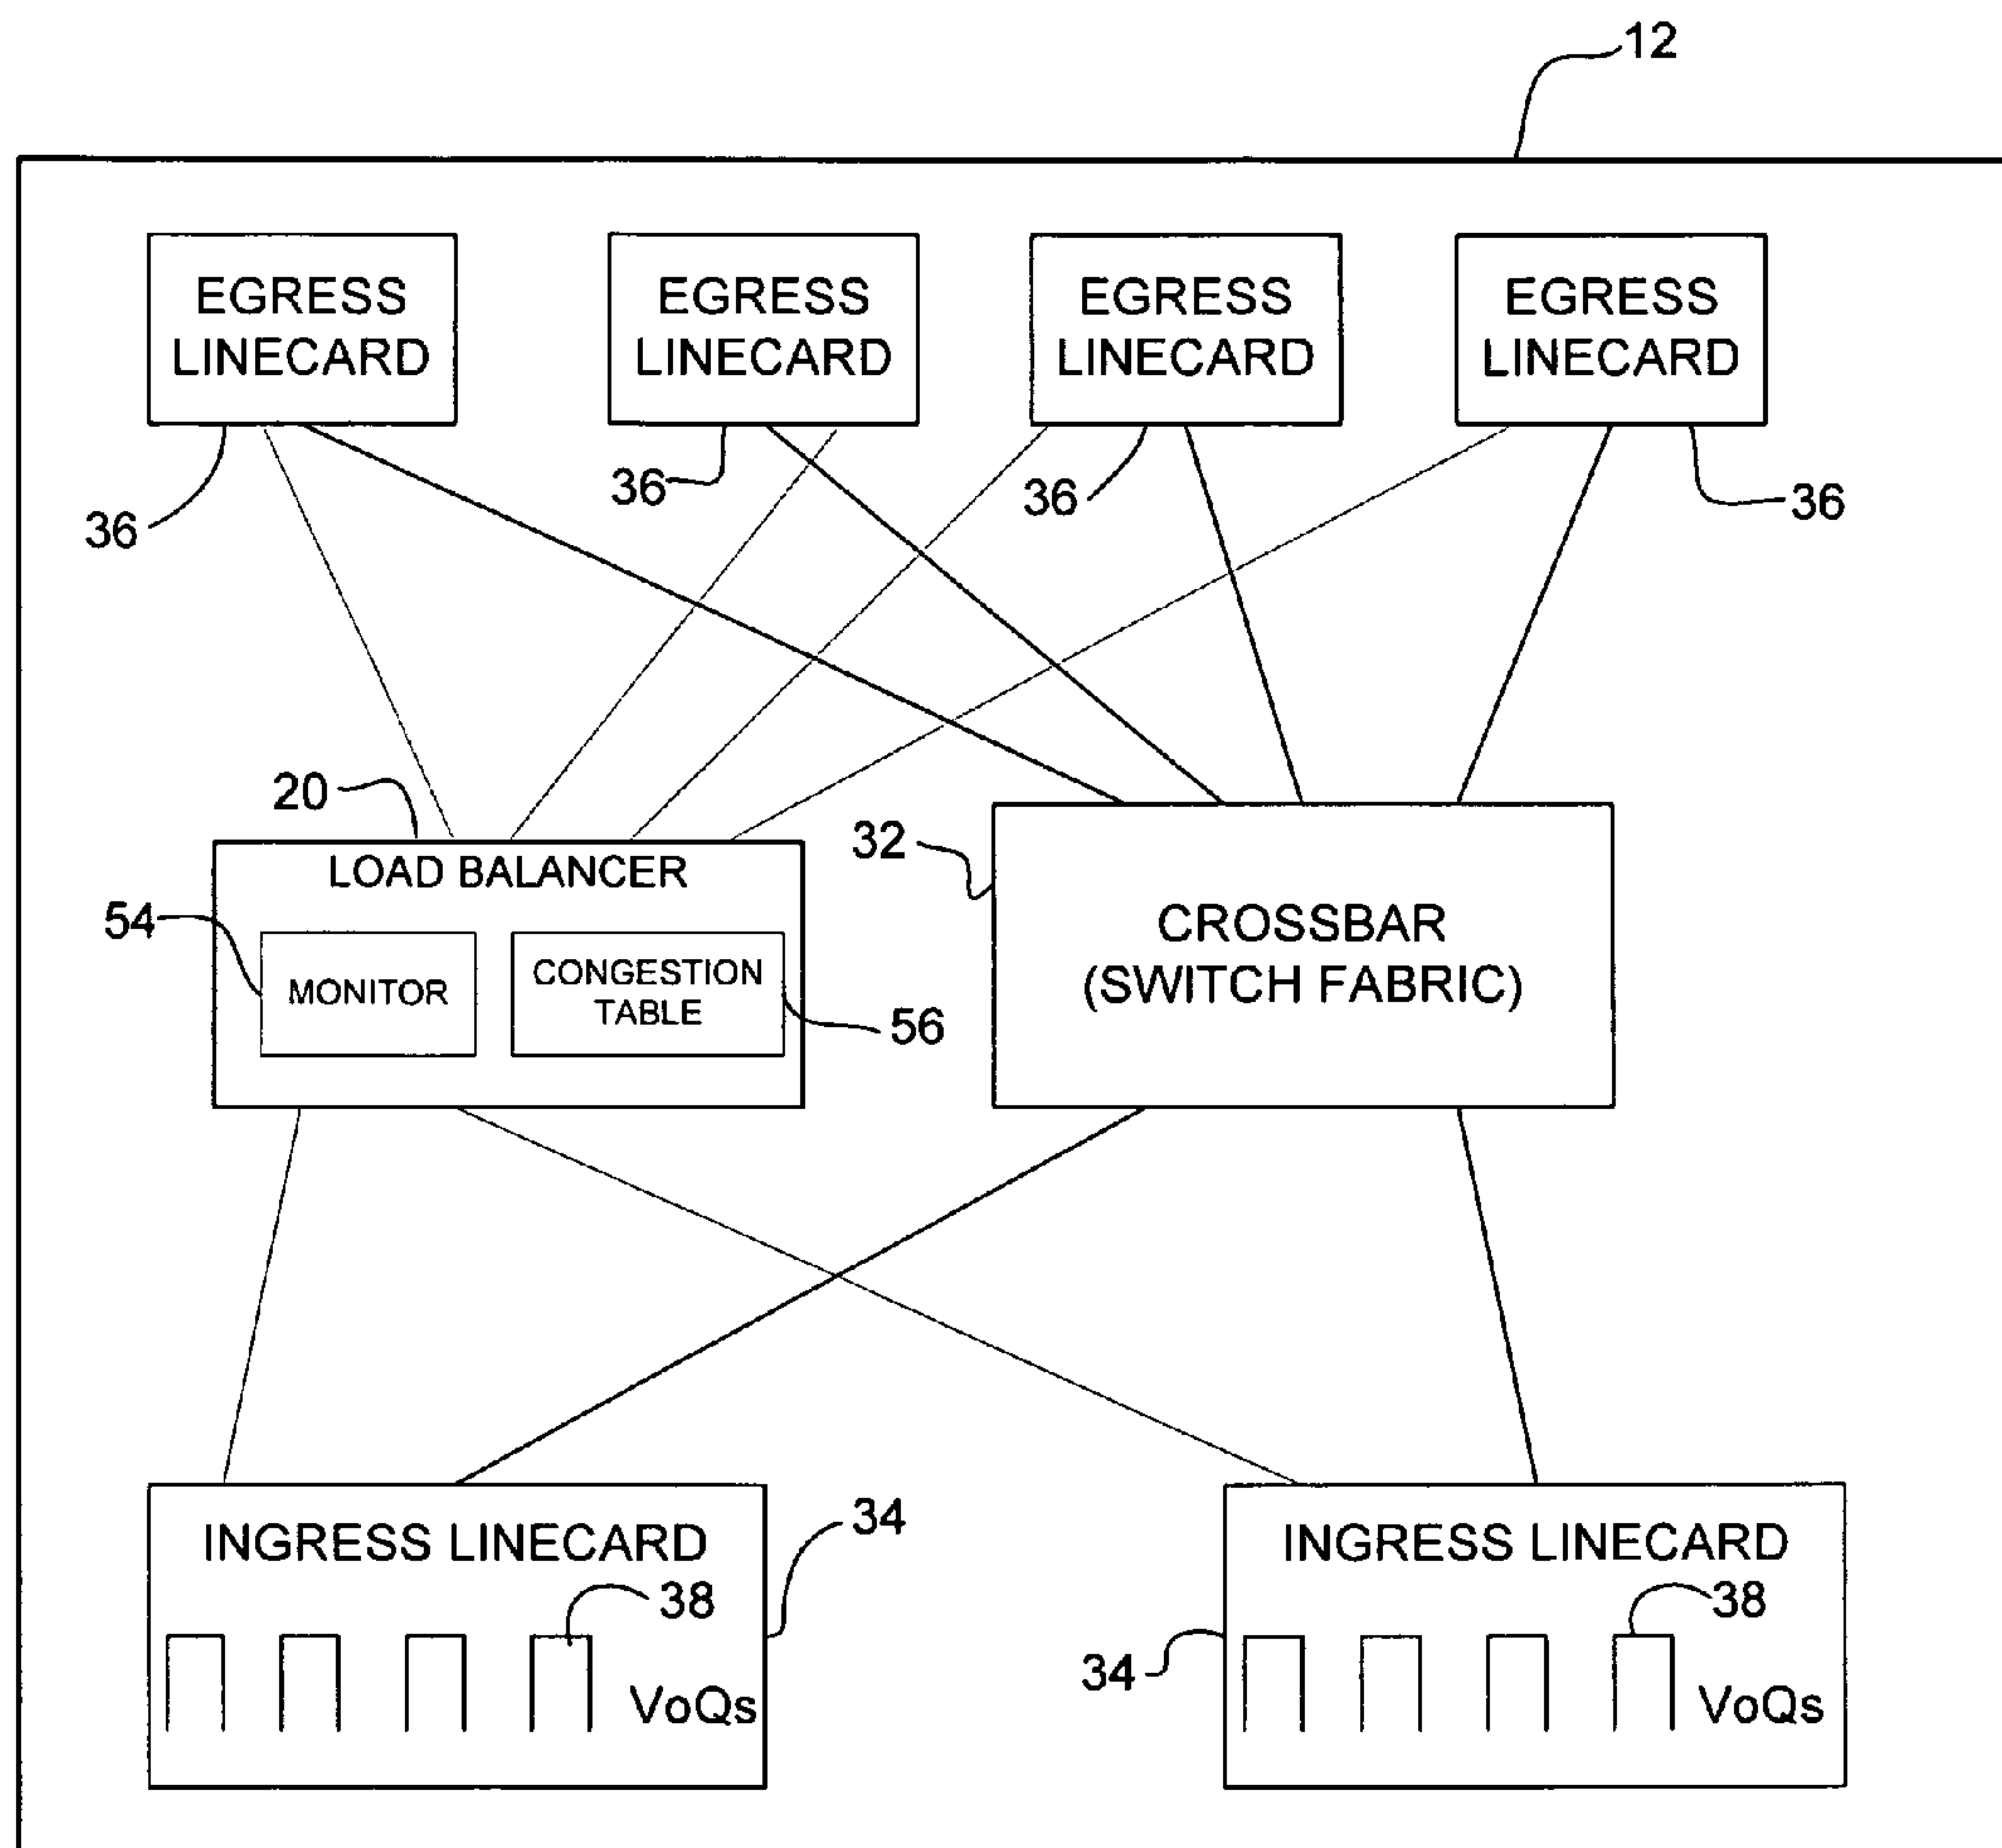 12
EGRESS
LINECARD
EGRESS
LINECARD
EGRESS
LINECARD
EGRESS
LINECARD
36
36
36
36
20
LOAD BALANCER
54
MONITOR
CONGESTION
TABLE
56
32
CROSSBAR
(SWITCH FABRIC)
INGRESS LINECARD
34
38
VoQs
INGRESS LINECARD
38
34
VoQs